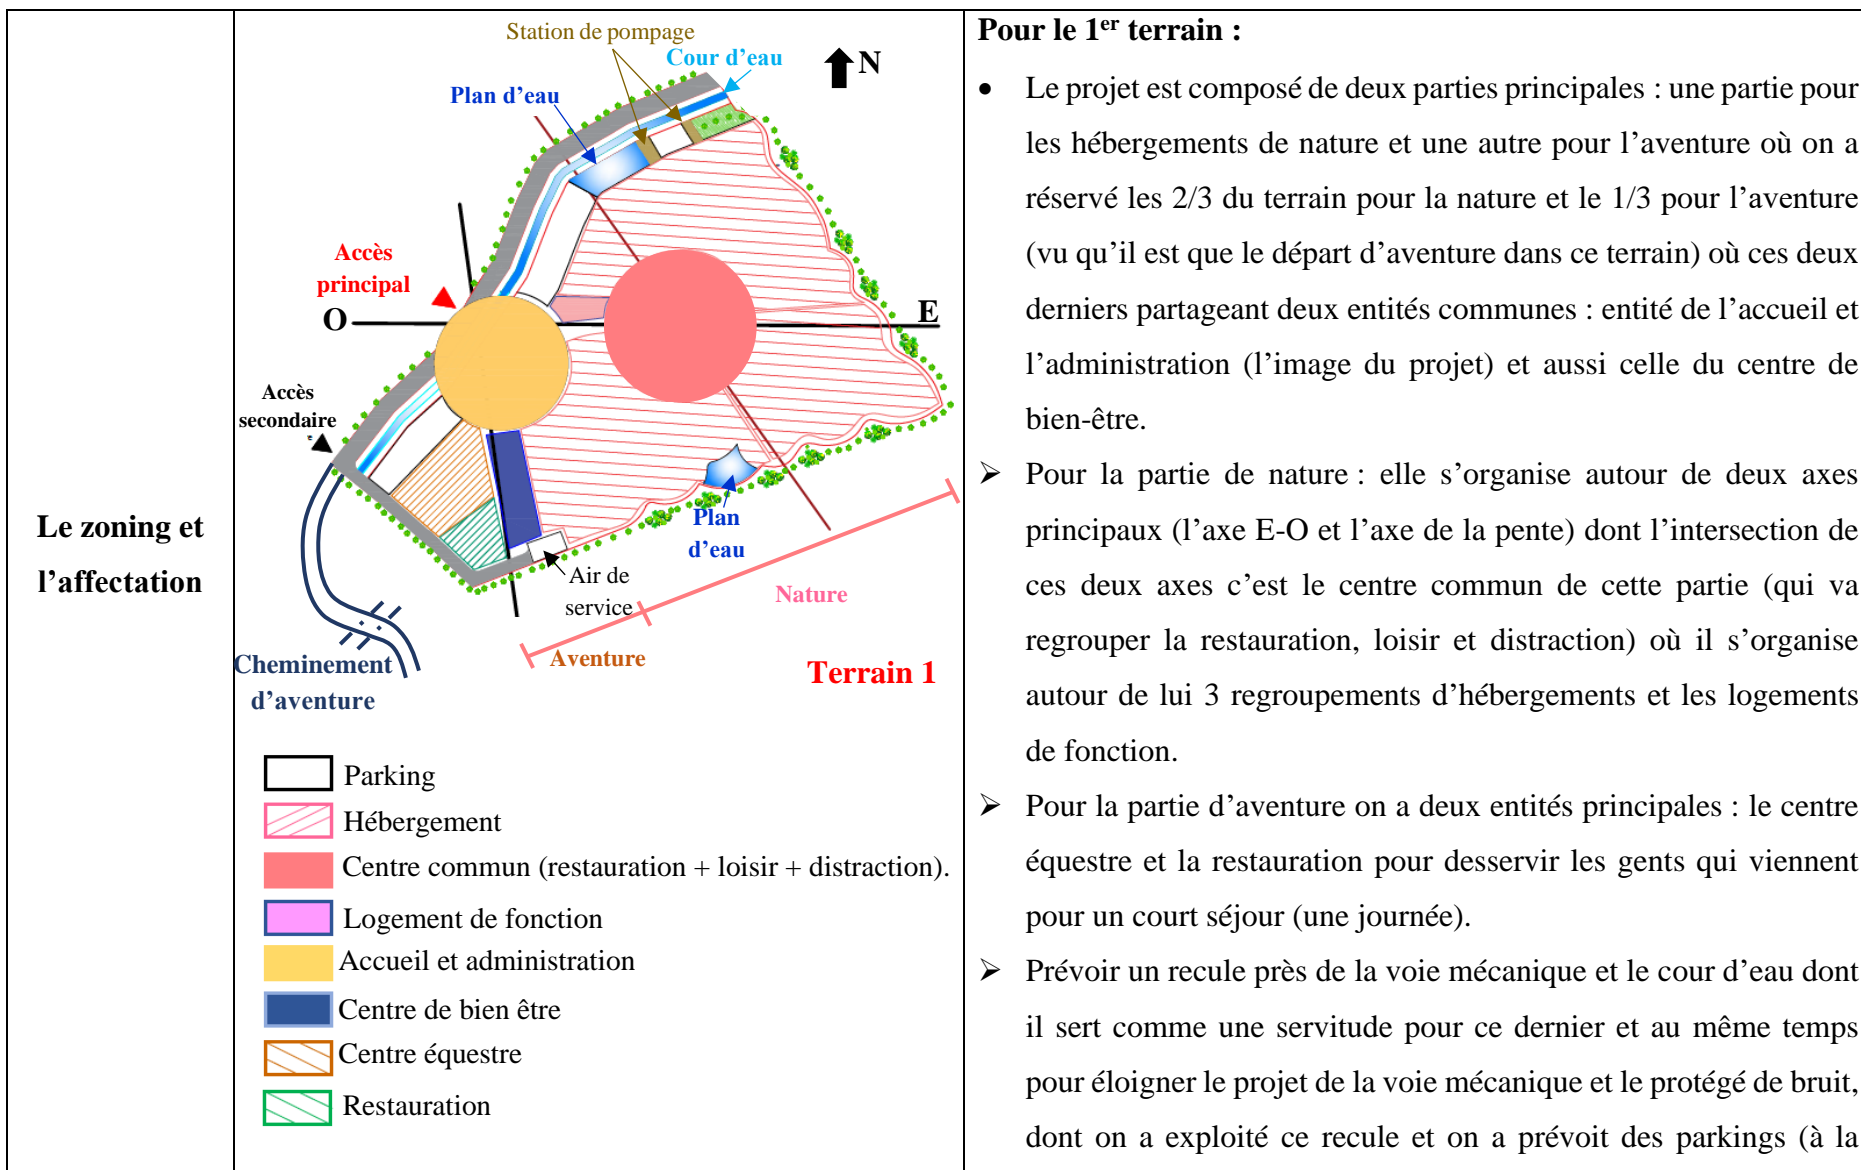 Le zoning et
l’affectation
Station de pompage
Cour d’eau
N
Plan d’eau
Accès
principal
O
E
Accès
secondaire
Plan
d’eau
Air de
service
Nature
Aventure
Cheminement
d’aventure
Terrain 1
Parking
Hébergement
Centre commun (restauration + loisir + distraction).
Logement de fonction
Accueil et administration
Centre de bien être
Centre équestre
Restauration
Pour le 1er terrain :
• Le projet est composé de deux parties principales : une partie pour
les hébergements de nature et une autre pour l’aventure où on a
réservé les 2/3 du terrain pour la nature et le 1/3 pour l’aventure
(vu qu’il est que le départ d’aventure dans ce terrain) où ces deux
derniers partageant deux entités communes : entité de l’accueil et
l’administration (l’image du projet) et aussi celle du centre de
bien-être.
➢ Pour la partie de nature : elle s’organise autour de deux axes
principaux (l’axe E-O et l’axe de la pente) dont l’intersection de
ces deux axes c’est le centre commun de cette partie (qui va
regrouper la restauration, loisir et distraction) où il s’organise
autour de lui 3 regroupements d’hébergements et les logements
de fonction.
➢ Pour la partie d’aventure on a deux entités principales : le centre
équestre et la restauration pour desservir les gents qui viennent
pour un court séjour (une journée).
➢ Prévoir un recule près de la voie mécanique et le cour d’eau dont
il sert comme une servitude pour ce dernier et au même temps
pour éloigner le projet de la voie mécanique et le protégé de bruit,
dont on a exploité ce recule et on a prévoit des parkings (à la